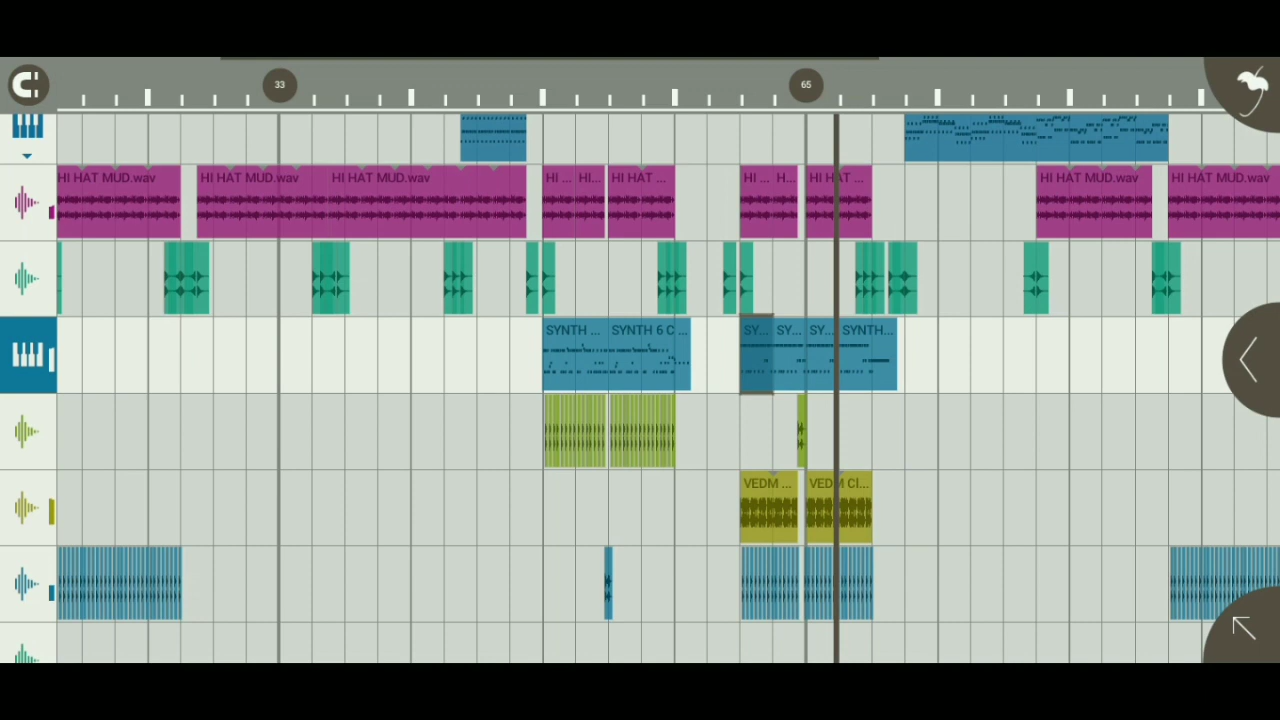 33
65
HI HAT MUD.wav
HI HAT MUD.wav
HI HAT MUD.wav
HI ...
HI...
HI HAT ...
HI ...
H...
HI HAT ...
HI HAT MUD.wav
HI HAT MUD.wav
SYNTH ...
SYNTH 6 C ...
SY...
SY...
SY...
SYNTH...
VEDM ...
VEDM Cl...